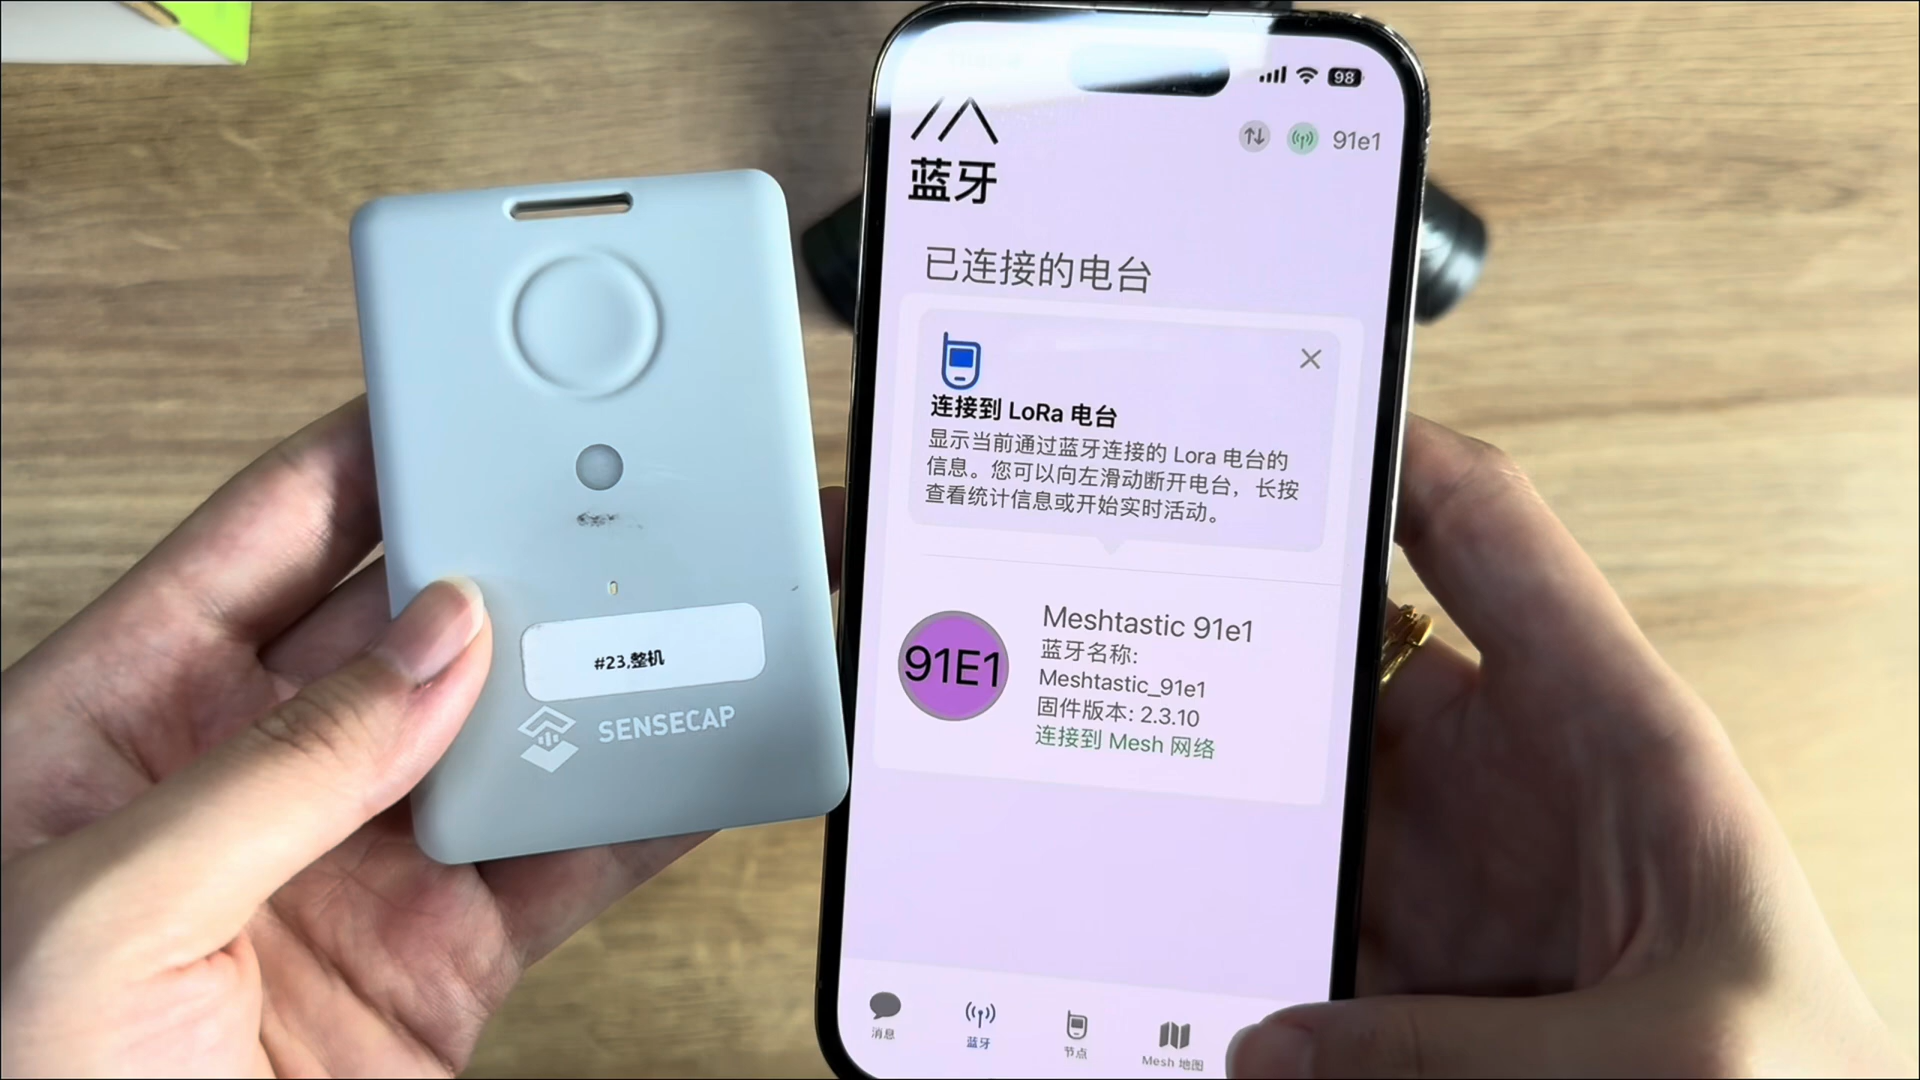 #23,整机
SENSECAP
98
91e1
蓝牙
已连接的电台
连接到 LoRa 电台
显示当前通过蓝牙连接的 Lora 电台的
信息。您可以向左滑动断开电台，长按
查看统计信息或开始实时活动。
91E1
Meshtastic 91e1
蓝牙名称:
Meshtastic_91e1
固件版本: 2.3.10
连接到 Mesh 网络
消息
蓝牙
节点
Mesh 地图